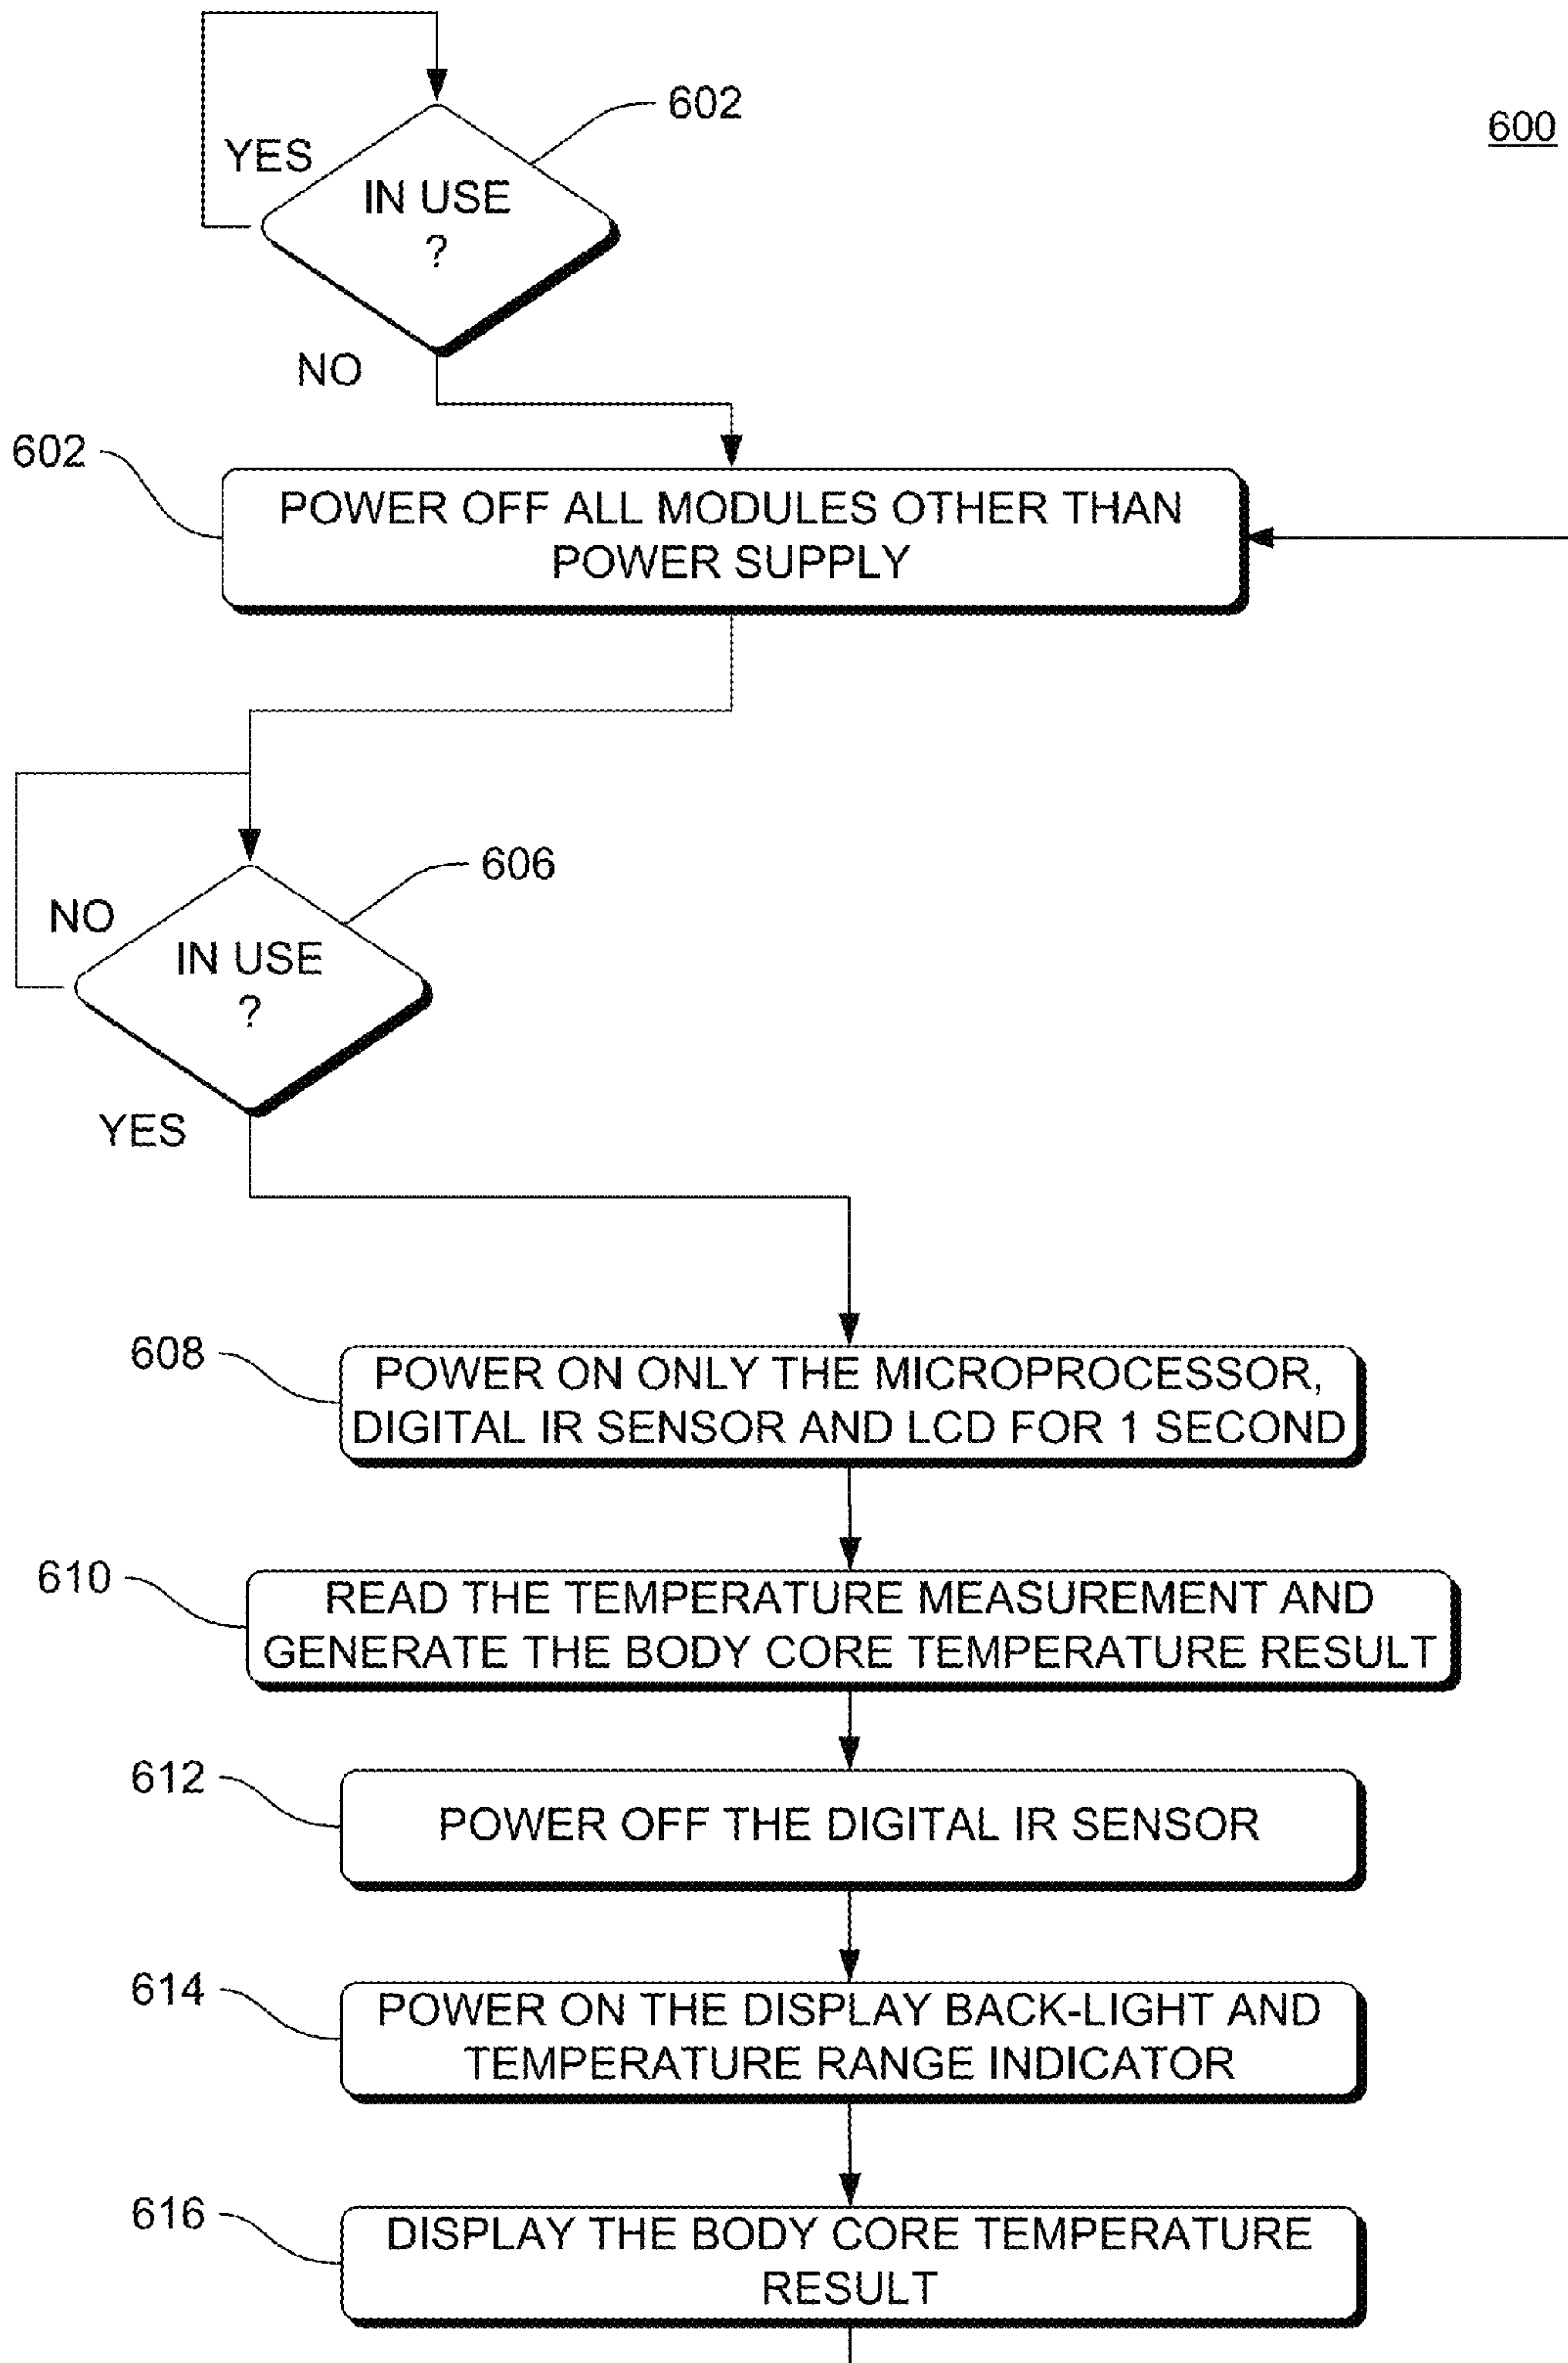 600
602
YES
IN USE
?
NO
602
POWER OFF ALL MODULES OTHER THAN
POWER SUPPLY
606
NO
IN USE
?
YES
608
POWER ON ONLY THE MICROPROCESSOR,
DIGITAL IR SENSOR AND LCD FOR 1 SECOND
610
READ THE TEMPERATURE MEASUREMENT AND
GENERATE THE BODY CORE TEMPERATURE RESULT
612
POWER OFF THE DIGITAL IR SENSOR
614
POWER ON THE DISPLAY BACK-LIGHT AND
TEMPERATURE RANGE INDICATOR
616
DISPLAY THE BODY CORE TEMPERATURE
RESULT